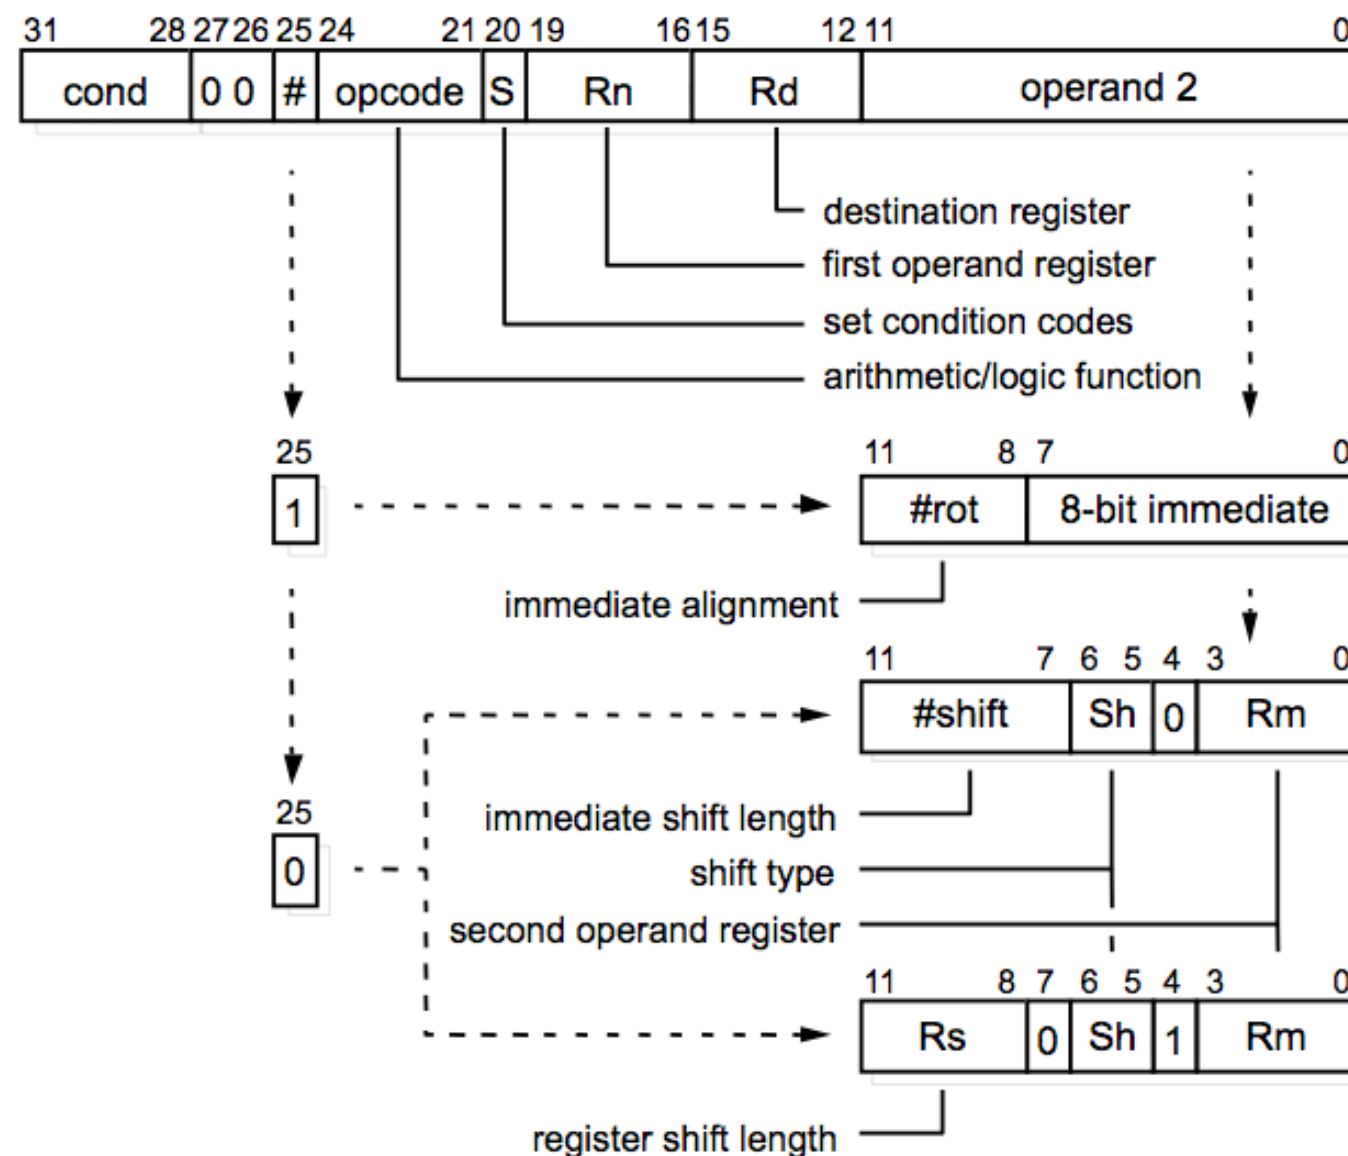 31 28 27 26 25 24 21 20 19 16 15 12 11 0
cond 0 0 # opcode S Rn Rd operand 2
destination register
first operand register
set condition codes
arithmetic/logic function
25 11 8 7 0
1 #rot 8-bit immediate
immediate alignment
11 7 6 5 4 3 0
#shift Sh 0 Rm
25
immediate shift length
0
shift type
second operand register
11 8 7 6 5 4 3 0
Rs 0 Sh 1 Rm
register shift length